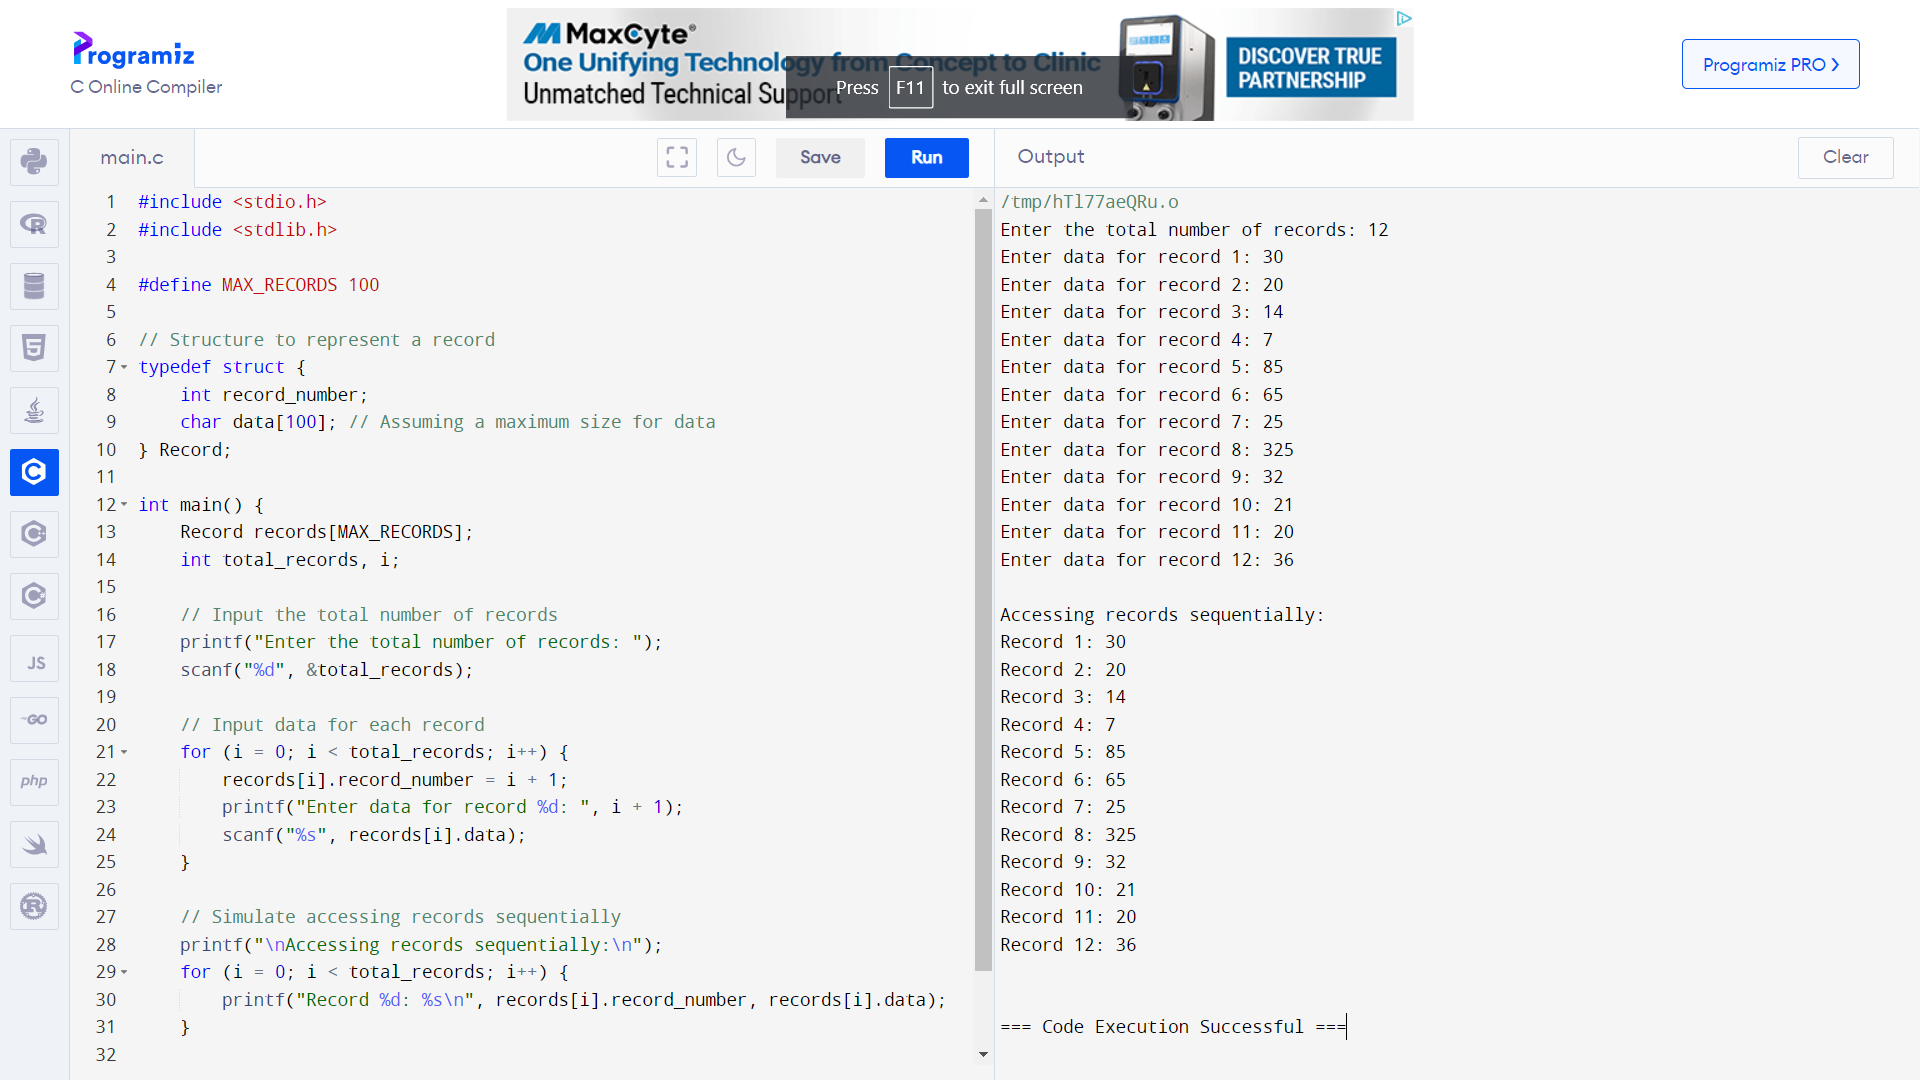 Programiz
C Online Compiler
MaxCyte®
One Unifying Technology from Concept to Clinic
Unmatched Technical Support
DISCOVER TRUE
PARTNERSHIP
Press F11 to exit full screen
Programiz PRO >
main.c
Save
Run
Output
Clear
1 #include <stdio.h>
2 #include <stdlib.h>
3
4 #define MAX_RECORDS 100
5
6 // Structure to represent a record
7 typedef struct {
8     int record_number;
9     char data[100]; // Assuming a maximum size for data
10 } Record;
11
12 int main() {
13     Record records[MAX_RECORDS];
14     int total_records, i;
15
16     // Input the total number of records
17     printf("Enter the total number of records: ");
18     scanf("%d", &total_records);
19
20     // Input data for each record
21     for (i = 0; i < total_records; i++) {
22         records[i].record_number = i + 1;
23         printf("Enter data for record %d: ", i + 1);
24         scanf("%s", records[i].data);
25     }
26
27     // Simulate accessing records sequentially
28     printf("\nAccessing records sequentially:\n");
29     for (i = 0; i < total_records; i++) {
30         printf("Record %d: %s\n", records[i].record_number, records[i].data);
31     }
32
/tmp/hTl77aeQRu.o
Enter the total number of records: 12
Enter data for record 1: 30
Enter data for record 2: 20
Enter data for record 3: 14
Enter data for record 4: 7
Enter data for record 5: 85
Enter data for record 6: 65
Enter data for record 7: 25
Enter data for record 8: 325
Enter data for record 9: 32
Enter data for record 10: 21
Enter data for record 11: 20
Enter data for record 12: 36
Accessing records sequentially:
Record 1: 30
Record 2: 20
Record 3: 14
Record 4: 7
Record 5: 85
Record 6: 65
Record 7: 25
Record 8: 325
Record 9: 32
Record 10: 21
Record 11: 20
Record 12: 36
=== Code Execution Successful ===
R
5
C
C
C
JS
GO
php
R